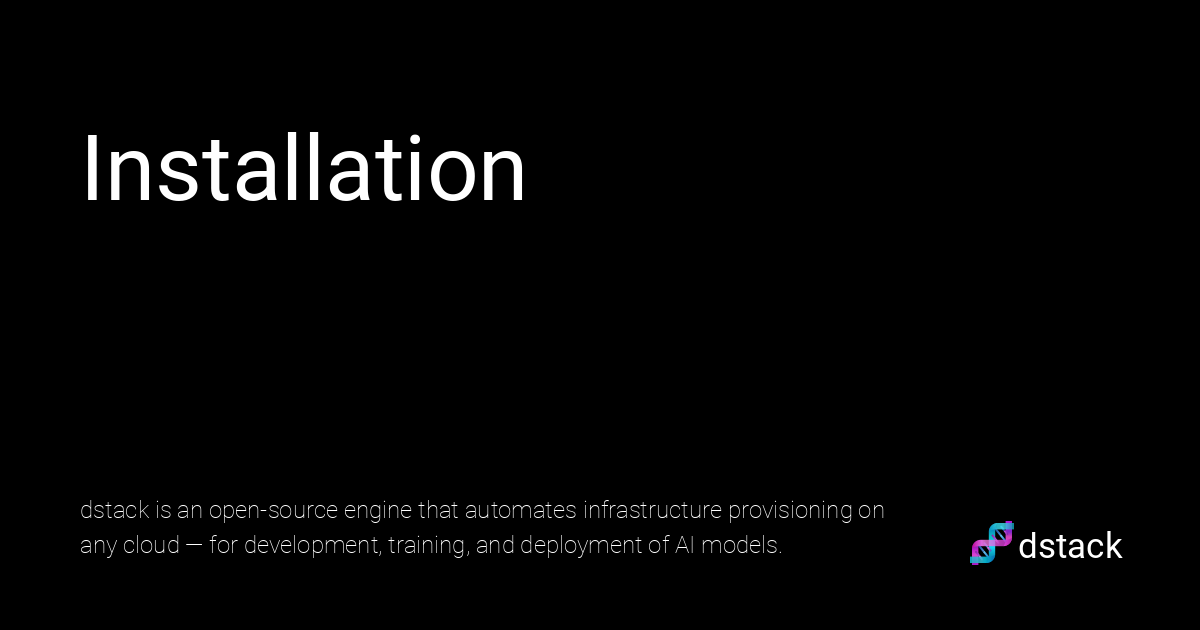 Installation
dstack is an open-source engine that automates infrastructure provisioning on
any cloud — for development, training, and deployment of AI models.
dstack